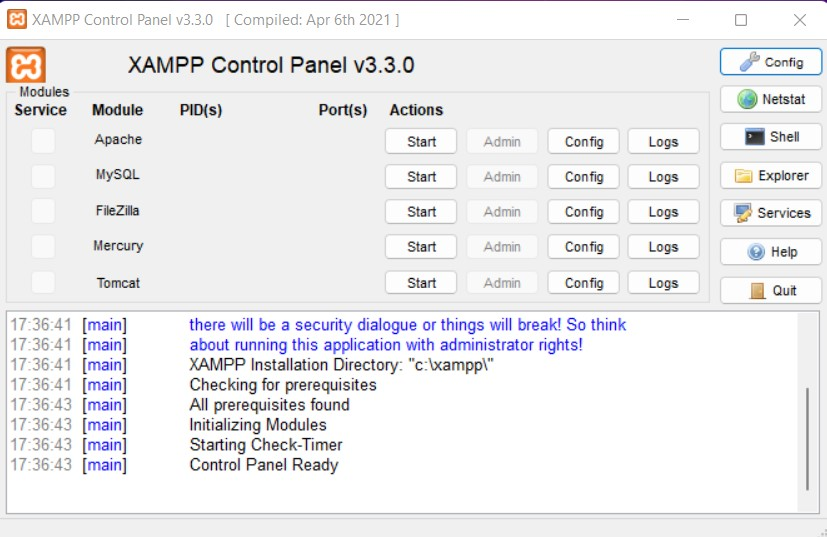 XAMPP Control Panel v3.3.0 [ Compiled: Apr 6th 2021 ]
XAMPP Control Panel v3.3.0
Config
Modules
Service Module PID(s) Port(s) Actions
Netstat
Apache Start Admin Config Logs
Shell
MySQL Start Admin Config Logs
Explorer
FileZilla Start Admin Config Logs
Services
Mercury Start Admin Config Logs
Help
Tomcat Start Admin Config Logs
Quit
17:36:41 [main] there will be a security dialogue or things will break! So think
17:36:41 [main] about running this application with administrator rights!
17:36:41 [main] XAMPP Installation Directory: "c:\xampp\"
17:36:41 [main] Checking for prerequisites
17:36:43 [main] All prerequisites found
17:36:43 [main] Initializing Modules
17:36:43 [main] Starting Check-Timer
17:36:43 [main] Control Panel Ready